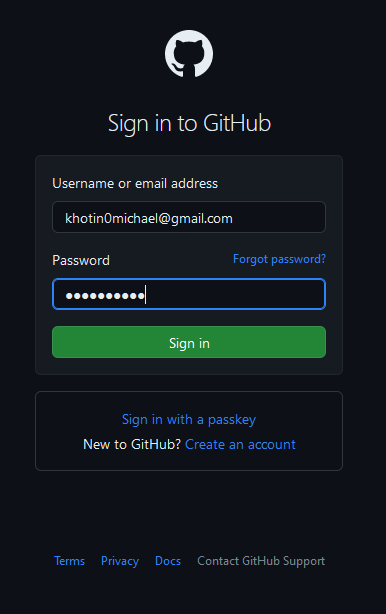 Sign in to GitHub
Username or email address
khotin0michael@gmail.com
Password Forgot password?
●●●●●●●●●●
Sign in
Sign in with a passkey
New to GitHub? Create an account
Terms Privacy Docs Contact GitHub Support